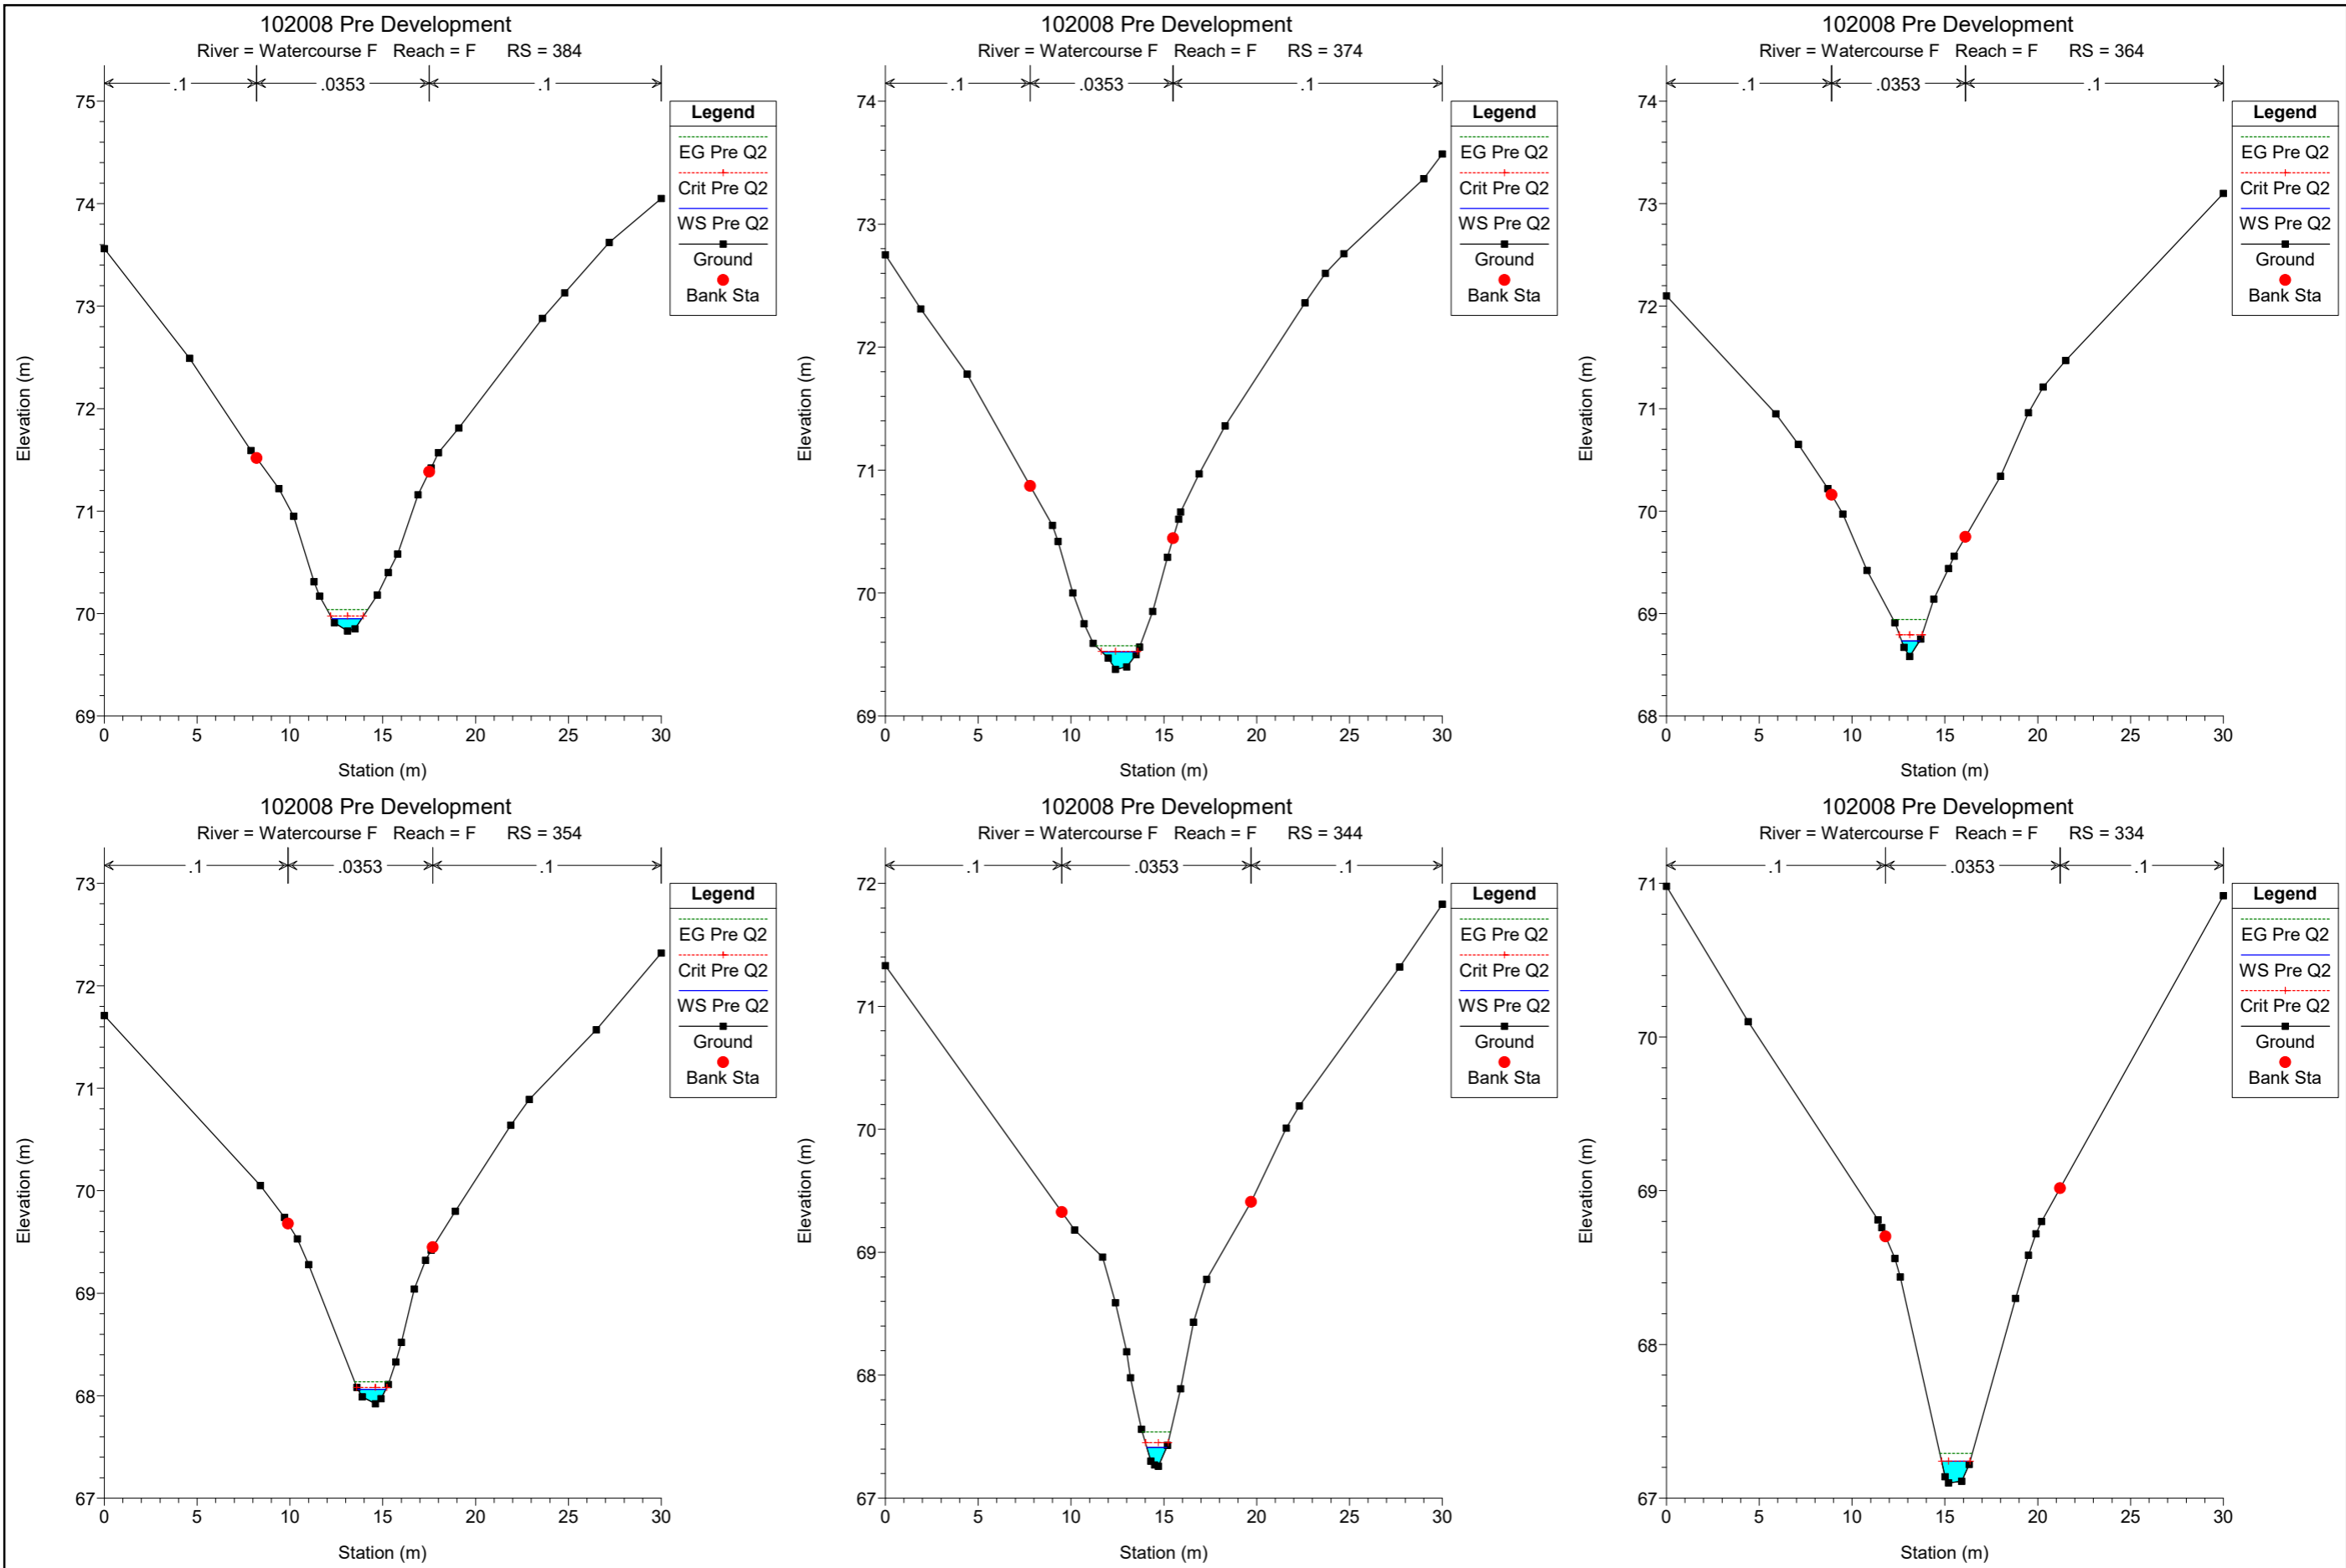 102008 Pre Development
River = Watercourse F Reach = F RS = 384
.1 .0353 .1
75
74
73
72
71
70
69
Elevation (m)
0 5 10 15 20 25 30
Station (m)
Legend
EG Pre Q2
Crit Pre Q2
WS Pre Q2
Ground
Bank Sta
102008 Pre Development
River = Watercourse F Reach = F RS = 374
.1 .0353 .1
74
73
72
71
70
69
Elevation (m)
0 5 10 15 20 25 30
Station (m)
Legend
EG Pre Q2
Crit Pre Q2
WS Pre Q2
Ground
Bank Sta
102008 Pre Development
River = Watercourse F Reach = F RS = 364
.1 .0353 .1
74
73
72
71
70
69
68
Elevation (m)
0 5 10 15 20 25 30
Station (m)
Legend
EG Pre Q2
Crit Pre Q2
WS Pre Q2
Ground
Bank Sta
102008 Pre Development
River = Watercourse F Reach = F RS = 354
.1 .0353 .1
73
72
71
70
69
68
67
Elevation (m)
0 5 10 15 20 25 30
Station (m)
Legend
EG Pre Q2
Crit Pre Q2
WS Pre Q2
Ground
Bank Sta
102008 Pre Development
River = Watercourse F Reach = F RS = 344
.1 .0353 .1
72
71
70
69
68
67
Elevation (m)
0 5 10 15 20 25 30
Station (m)
Legend
EG Pre Q2
Crit Pre Q2
WS Pre Q2
Ground
Bank Sta
102008 Pre Development
River = Watercourse F Reach = F RS = 334
.1 .0353 .1
71
70
69
68
67
Elevation (m)
0 5 10 15 20 25 30
Station (m)
Legend
EG Pre Q2
WS Pre Q2
Crit Pre Q2
Ground
Bank Sta